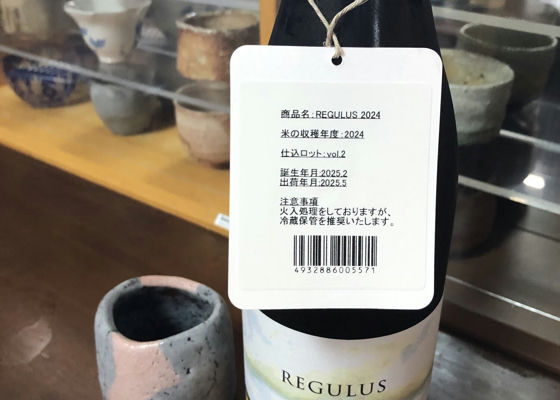 商品名：REGULUS 2024
米の収穫年度：2024
仕込ロット：vol.2
誕生年月：2025.2
出荷年月：2025.5
注意事項
火入処理をしておりますが、
冷蔵保管を推奨いたします。
4932886005571
REGULUS